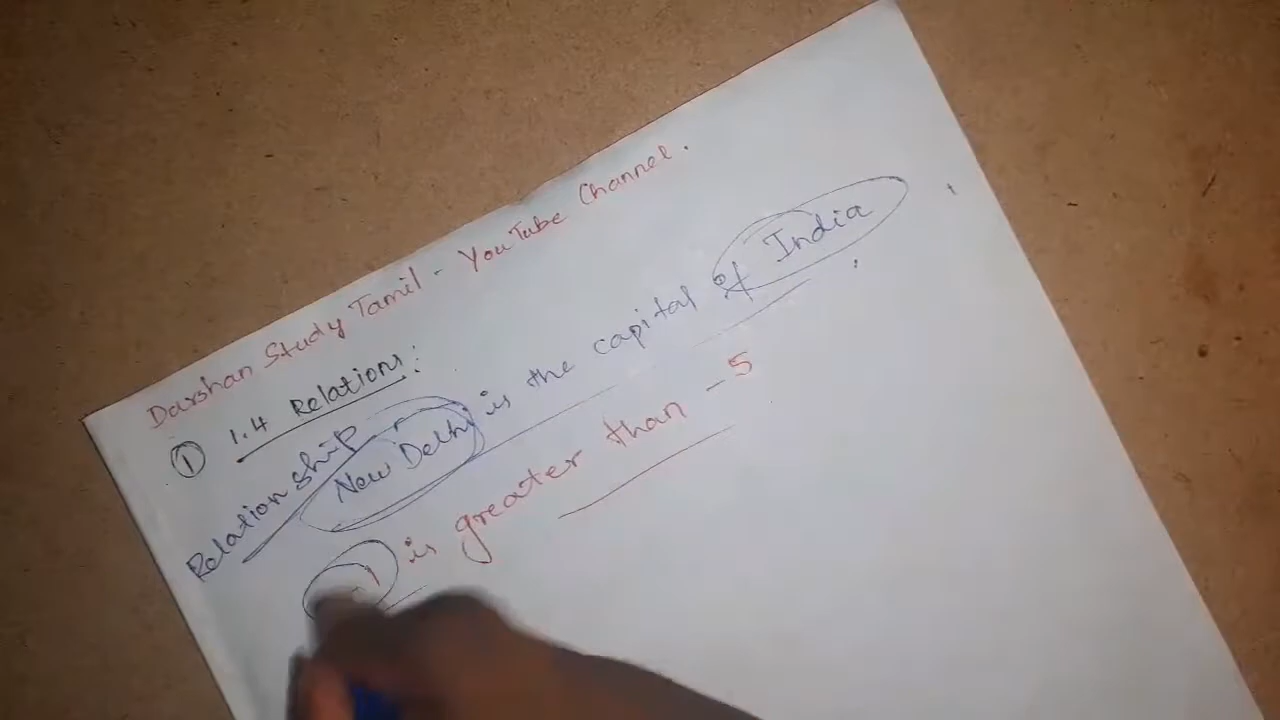 Darshan Study Tamil - YouTube Channel.
① 1.4 Relations:
Relationship - New Delhi is the capital of India
-1 is greater than -5